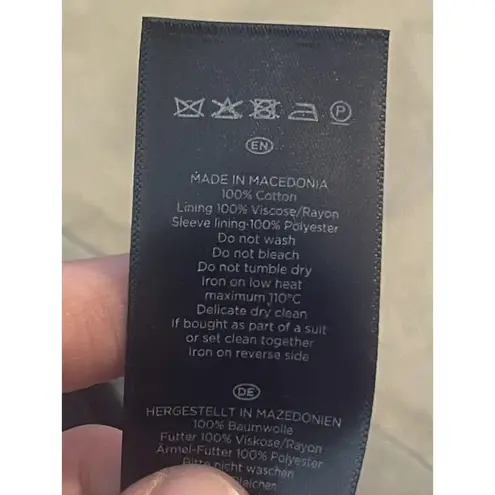 P
EN
MADE IN MACEDONIA
100% Cotton
Lining 100% Viscose/Rayon
Sleeve lining·100% Polyester
Do not wash
Do not bleach
Do not tumble dry
Iron on low heat
maximum 110°C
Delicate dry clean
If bought as part of a suit
or set clean together
Iron on reverse side
DE
HERGESTELLT IN MAZEDONIEN
100% Baumwolle
Futter 100% Viskose/Rayon
Ärmel-Futter 100% Polyester
Bitte nicht waschen